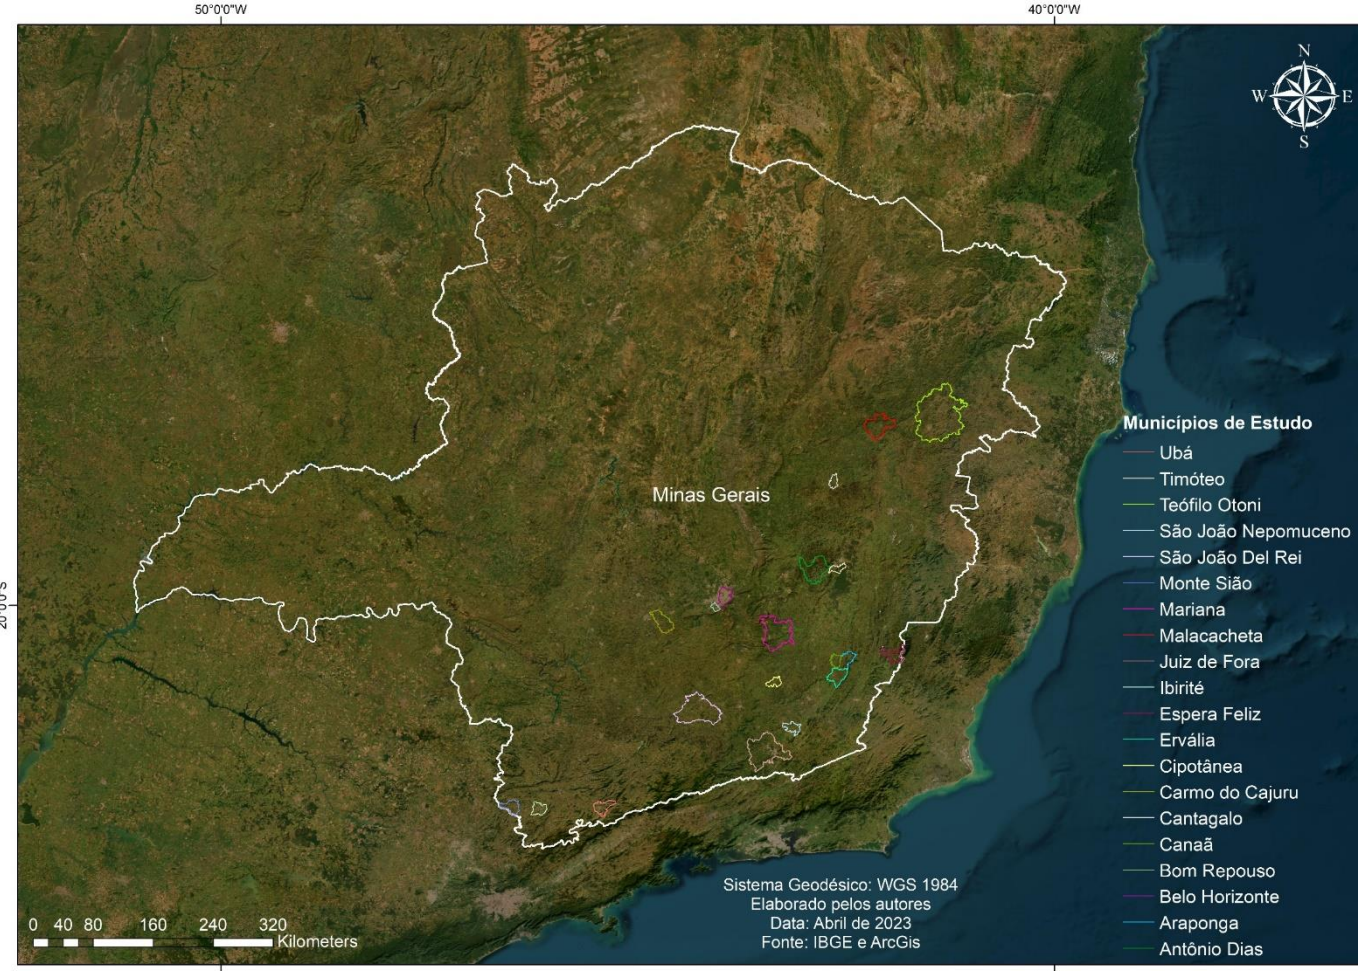 50°0'0"W
40°0'0"W
N
W
E
S
20°0'0"S
Minas Gerais
Municípios de Estudo
Ubá
Timóteo
Teófilo Otoni
São João Nepomuceno
São João Del Rei
Monte Sião
Mariana
Malacacheta
Juiz de Fora
Ibirité
Espera Feliz
Ervália
Cipotânea
Carmo do Cajuru
Cantagalo
Canaã
Bom Repouso
Belo Horizonte
Araponga
Antônio Dias
Sistema Geodésico: WGS 1984
Elaborado pelos autores
Data: Abril de 2023
Fonte: IBGE e ArcGis
0 40 80 160 240 320
Kilometers